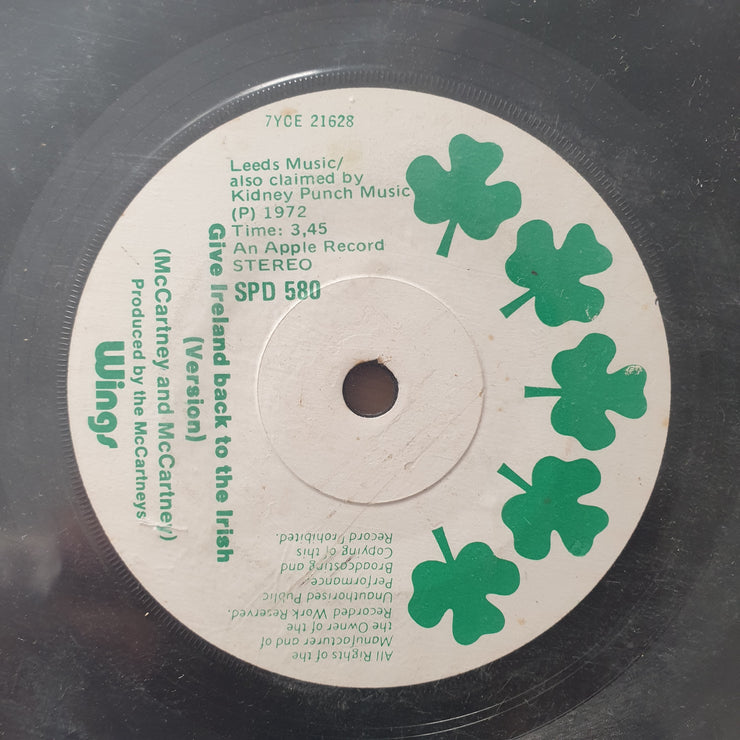 7YCE 21628
Leeds Music/
also claimed by
Kidney Punch Music
(P) 1972
Time: 3,45
An Apple Record
STEREO
SPD 580
Give Ireland back to the Irish
(Version)
(McCartney and McCartney)
Produced by the McCartneys
Wings
All Rights of the
Manufacturer and of
the Owner of the
Recorded Work Reserved.
Unauthorised Public
Performance
Broadcasting and
Copying of this
Record Prohibited.